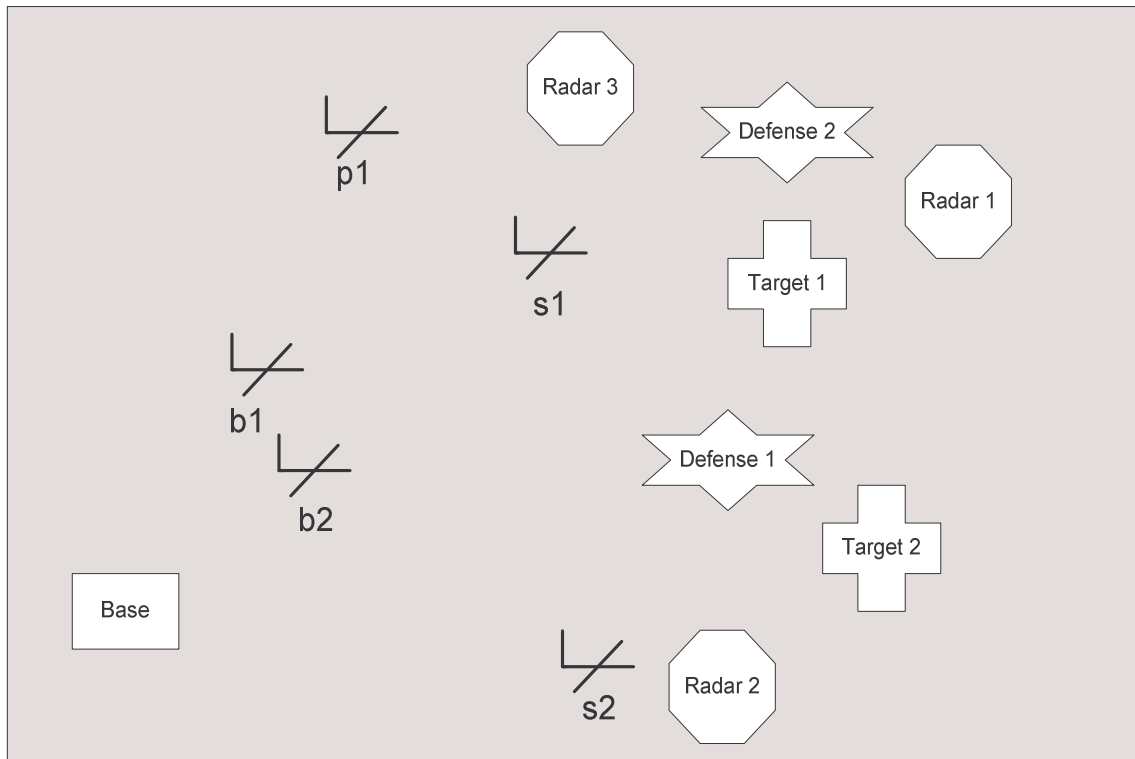 Radar 3
Defense 2
p1
Radar 1
Target 1
s1
b1
Defense 1
b2
Target 2
Base
Radar 2
s2